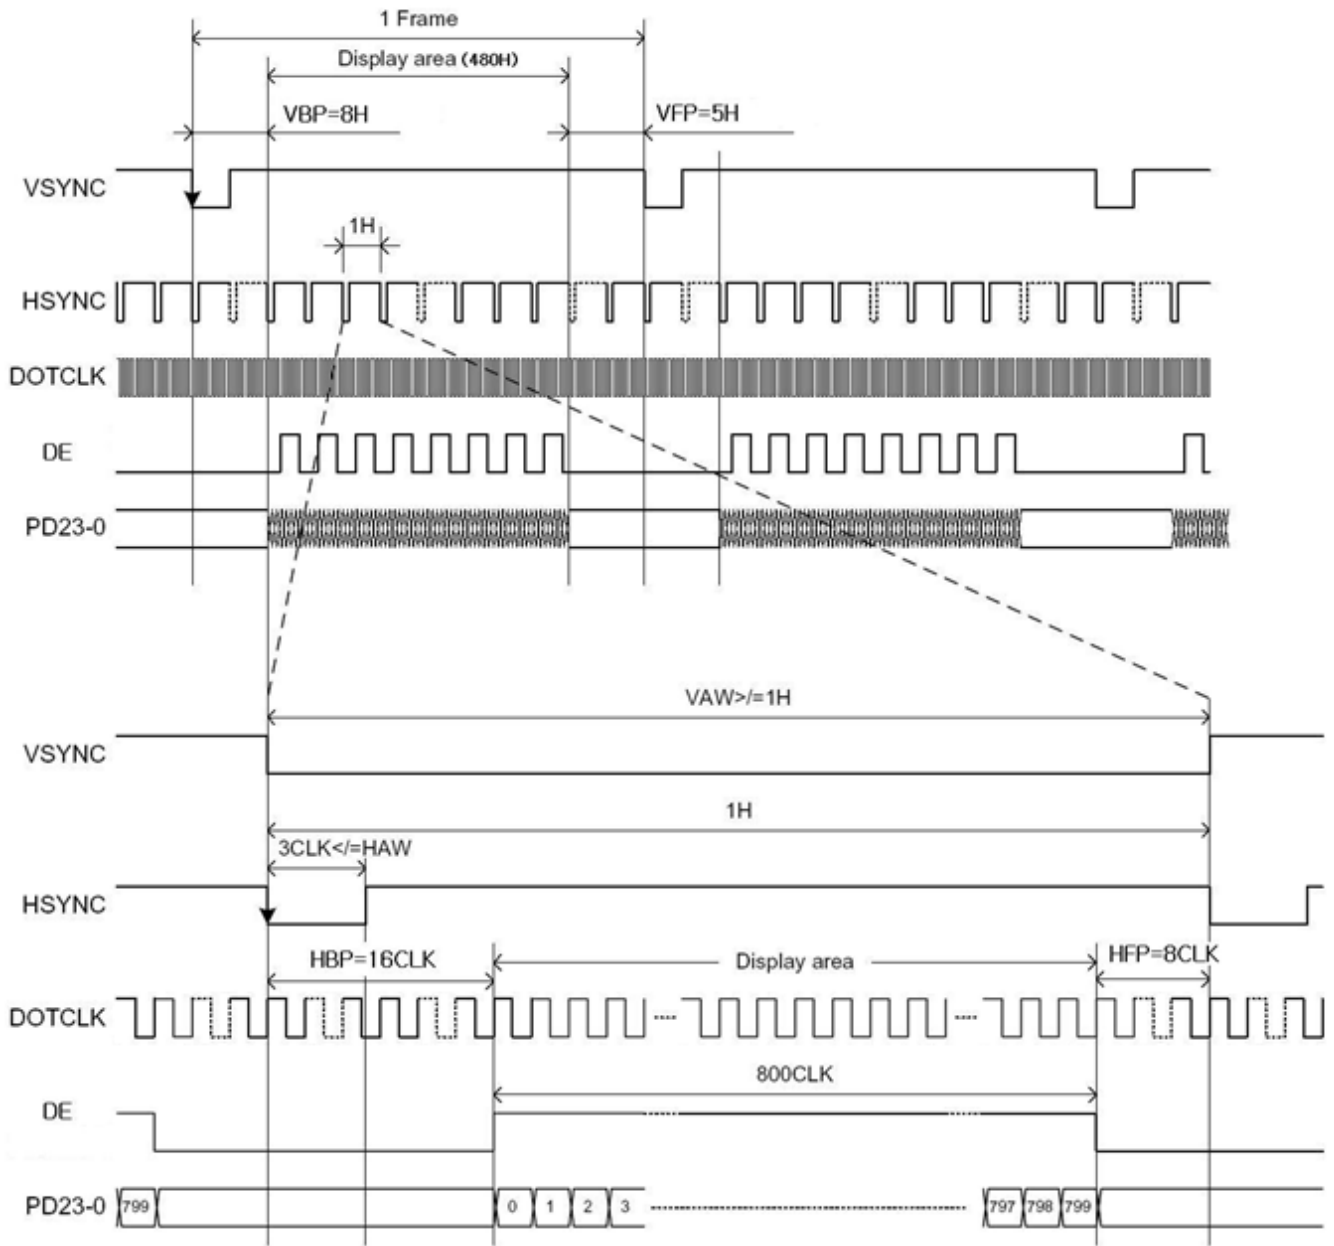 1 Frame
Display area (480H)
VBP=8H
VFP=5H
VSYNC
1H
HSYNC
DOTCLK
DE
PD23-0
VAW>/=1H
VSYNC
1H
3CLK</=HAW
HSYNC
HBP=16CLK
Display area
HFP=8CLK
DOTCLK
800CLK
DE
PD23-0
799
0
1
2
3
797
798
799